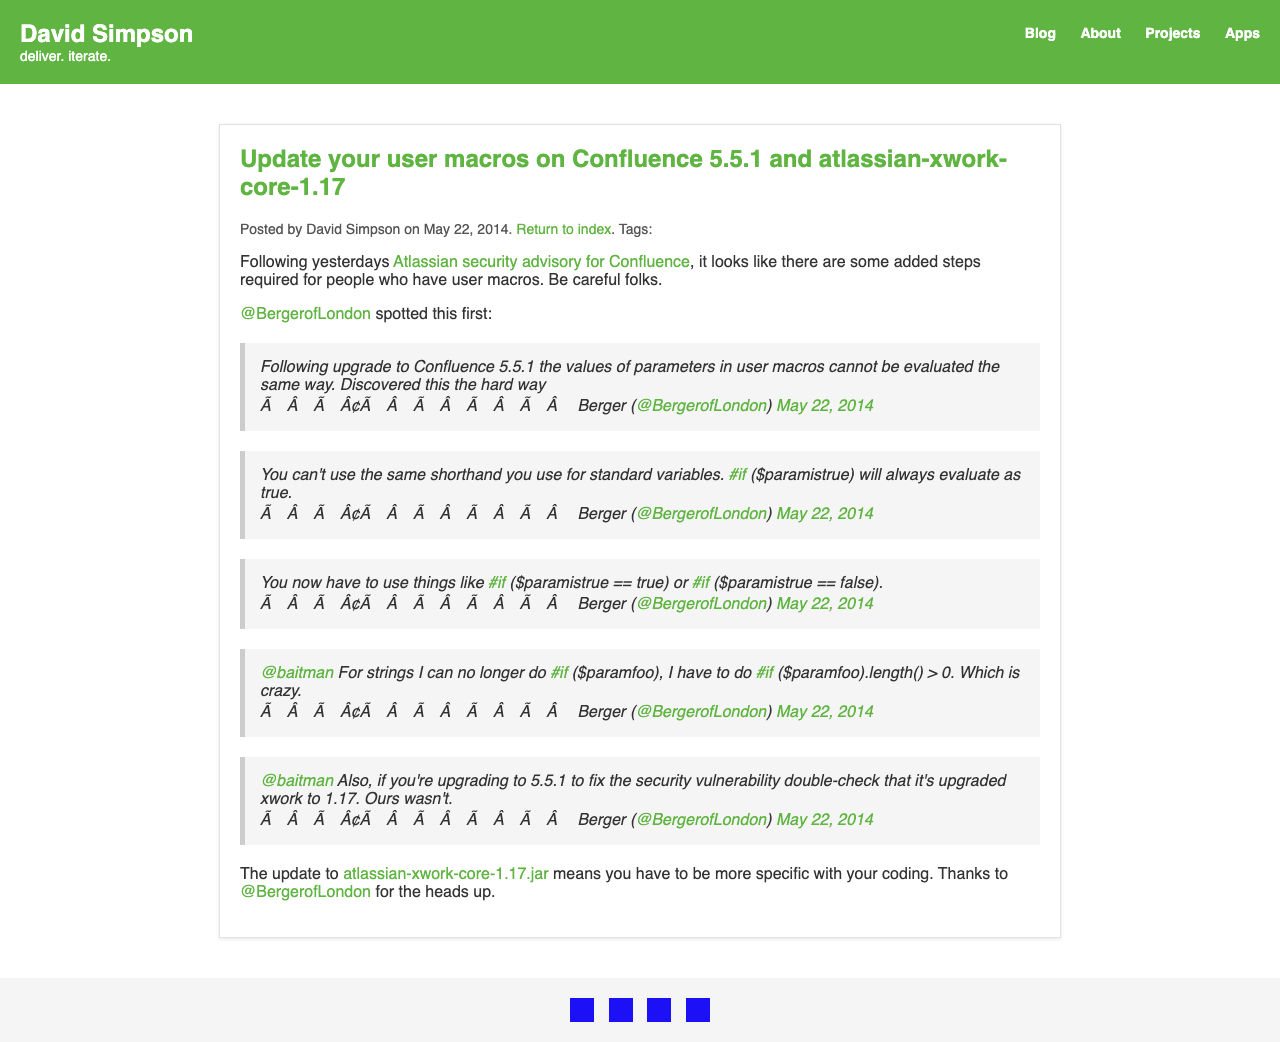 David Simpson
deliver. iterate.
Blog About Projects Apps
Update your user macros on Confluence 5.5.1 and atlassian-xwork-
core-1.17
Posted by David Simpson on May 22, 2014. Return to index. Tags:
Following yesterdays Atlassian security advisory for Confluence, it looks like there are some added steps
required for people who have user macros. Be careful folks.
@BergerofLondon spotted this first:
Following upgrade to Confluence 5.5.1 the values of parameters in user macros cannot be evaluated the
same way. Discovered this the hard way
Ã Â Ã Â¢Ã Â Ã Â Ã Â Ã Â Berger (@BergerofLondon) May 22, 2014
You can't use the same shorthand you use for standard variables. #if ($paramistrue) will always evaluate as
true.
Ã Â Ã Â¢Ã Â Ã Â Ã Â Ã Â Berger (@BergerofLondon) May 22, 2014
You now have to use things like #if ($paramistrue == true) or #if ($paramistrue == false).
Ã Â Ã Â¢Ã Â Ã Â Ã Â Ã Â Berger (@BergerofLondon) May 22, 2014
@baitman For strings I can no longer do #if ($paramfoo), I have to do #if ($paramfoo).length() > 0. Which is
crazy.
Ã Â Ã Â¢Ã Â Ã Â Ã Â Ã Â Berger (@BergerofLondon) May 22, 2014
@baitman Also, if you're upgrading to 5.5.1 to fix the security vulnerability double-check that it's upgraded
xwork to 1.17. Ours wasn't.
Ã Â Ã Â¢Ã Â Ã Â Ã Â Ã Â Berger (@BergerofLondon) May 22, 2014
The update to atlassian-xwork-core-1.17.jar means you have to be more specific with your coding. Thanks to
@BergerofLondon for the heads up.